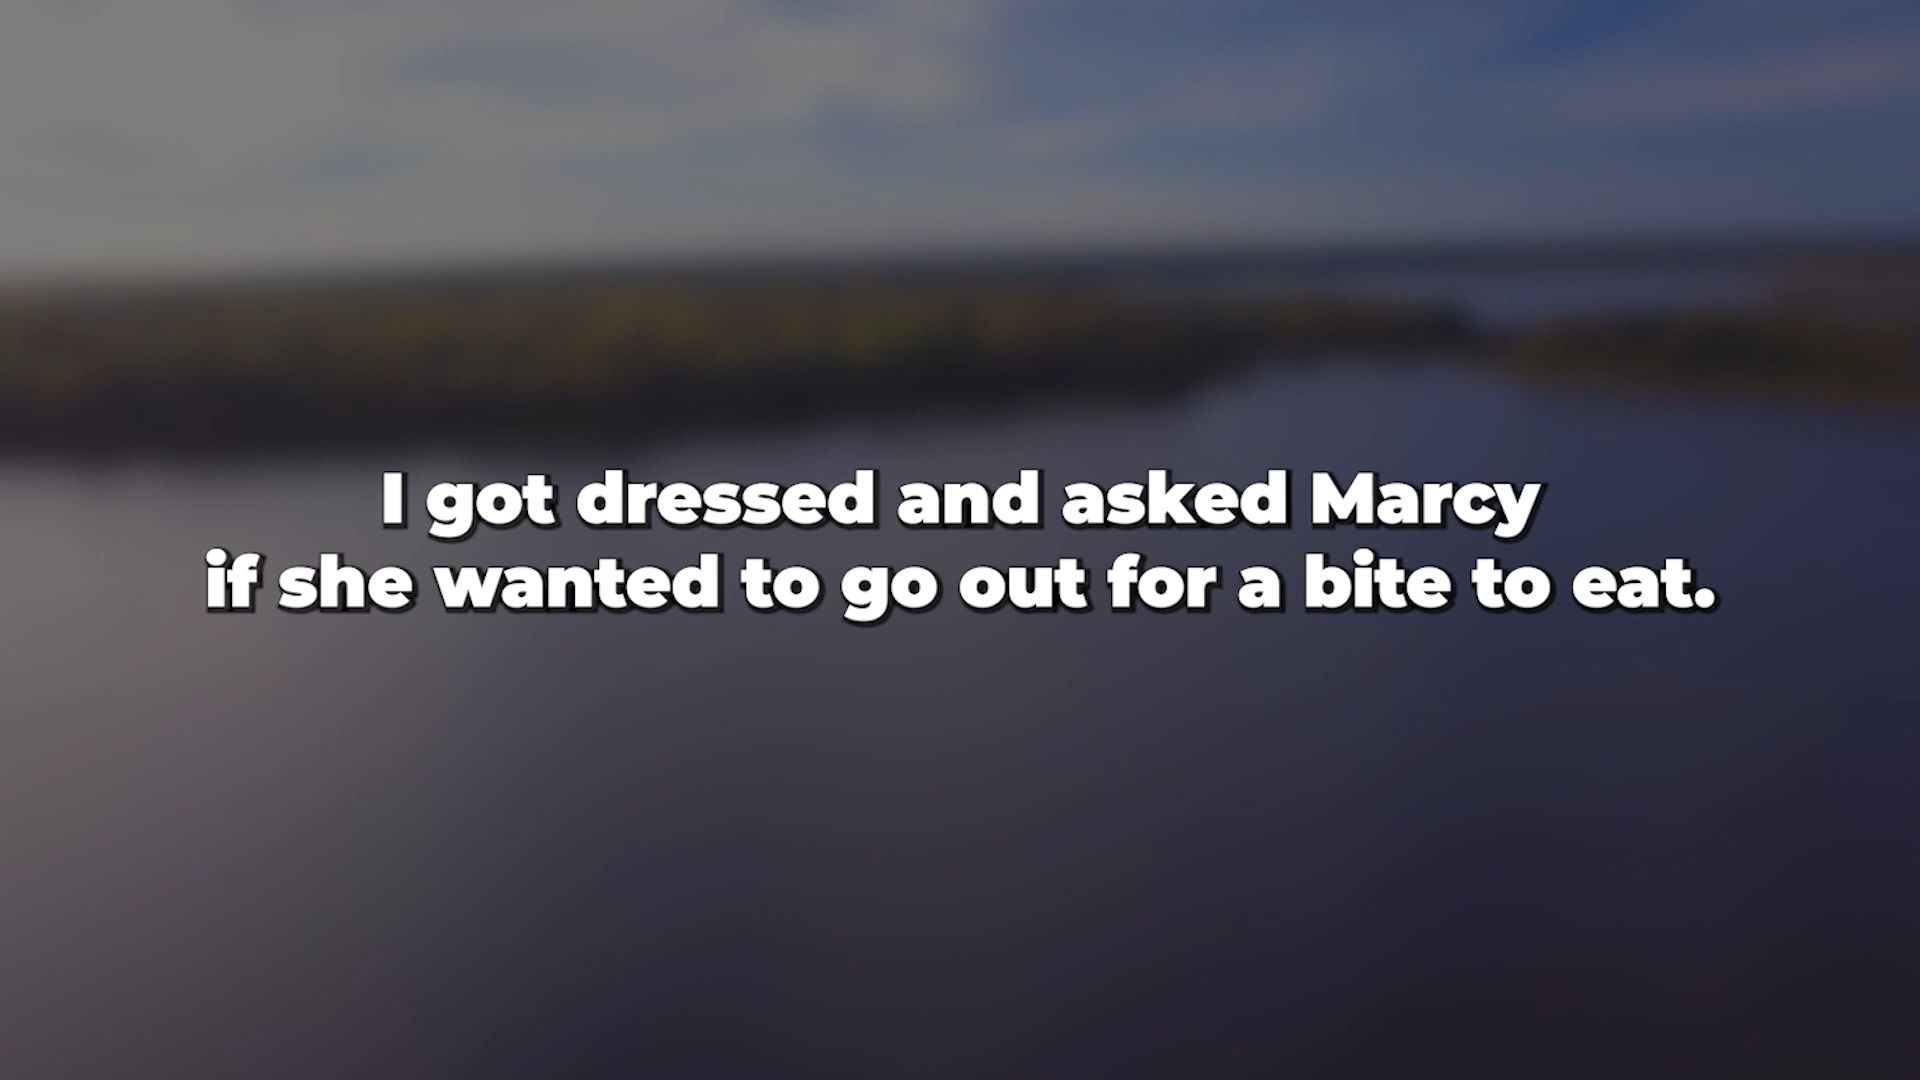 I got dressed and asked Marcy
if she wanted to go out for a bite to eat.